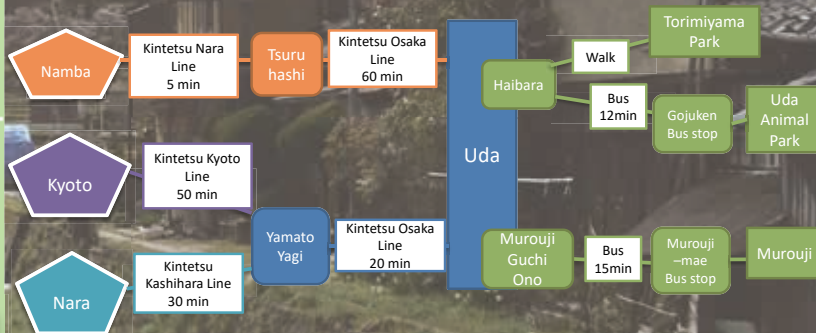 Namba
Kintetsu Nara
Line
5 min
Tsuru
hashi
Kintetsu Osaka
Line
60 min
Kyoto
Kintetsu Kyoto
Line
50 min
Nara
Kintetsu
Kashihara Line
30 min
Yamato
Yagi
Kintetsu Osaka
Line
20 min
Uda
Haibara
Walk
Torimiyama
Park
Bus
12min
Gojuken
Bus stop
Uda
Animal
Park
Murouji
Guchi
Ono
Bus
15min
Murouji
–mae
Bus stop
Murouji